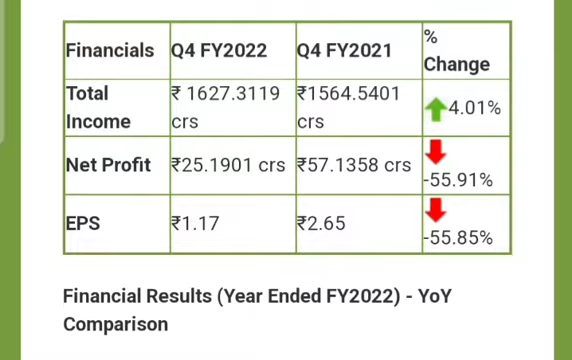 Financials Q4 FY2022 Q4 FY2021 % Change
Total Income ₹ 1627.3119 crs ₹1564.5401 crs 4.01%
Net Profit ₹25.1901 crs ₹57.1358 crs -55.91%
EPS ₹1.17 ₹2.65 -55.85%
Financial Results (Year Ended FY2022) - YoY
Comparison